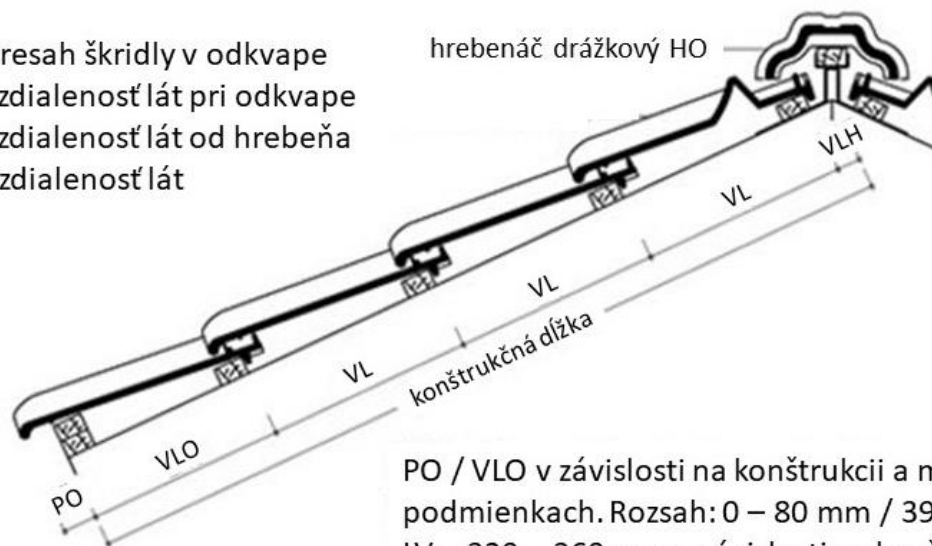 resah škridly v odkvape
zdialenosť lát pri odkvape
zdialenosť lát od hrebeňa
zdialenosť lát
hrebenáč drážkový HO
VLH
VL
VL
VL
konštrukčná dĺžka
VLO
PO
PO / VLO v závislosti na konštrukcii a m
podmienkach. Rozsah: 0 – 80 mm / 39